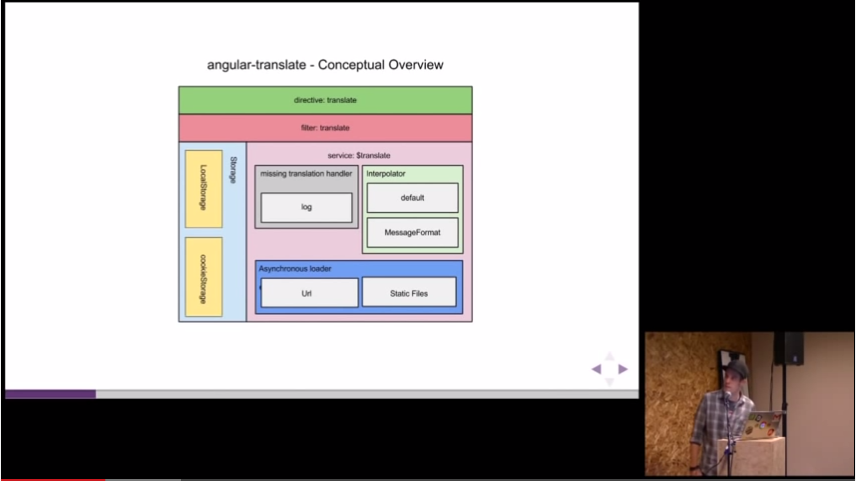 angular-translate - Conceptual Overview
directive: translate
filter: translate
Storage
LocalStorage
cookieStorage
service: $translate
missing translation handler
log
Interpolator
default
MessageFormat
Asynchronous loader
Url
Static Files